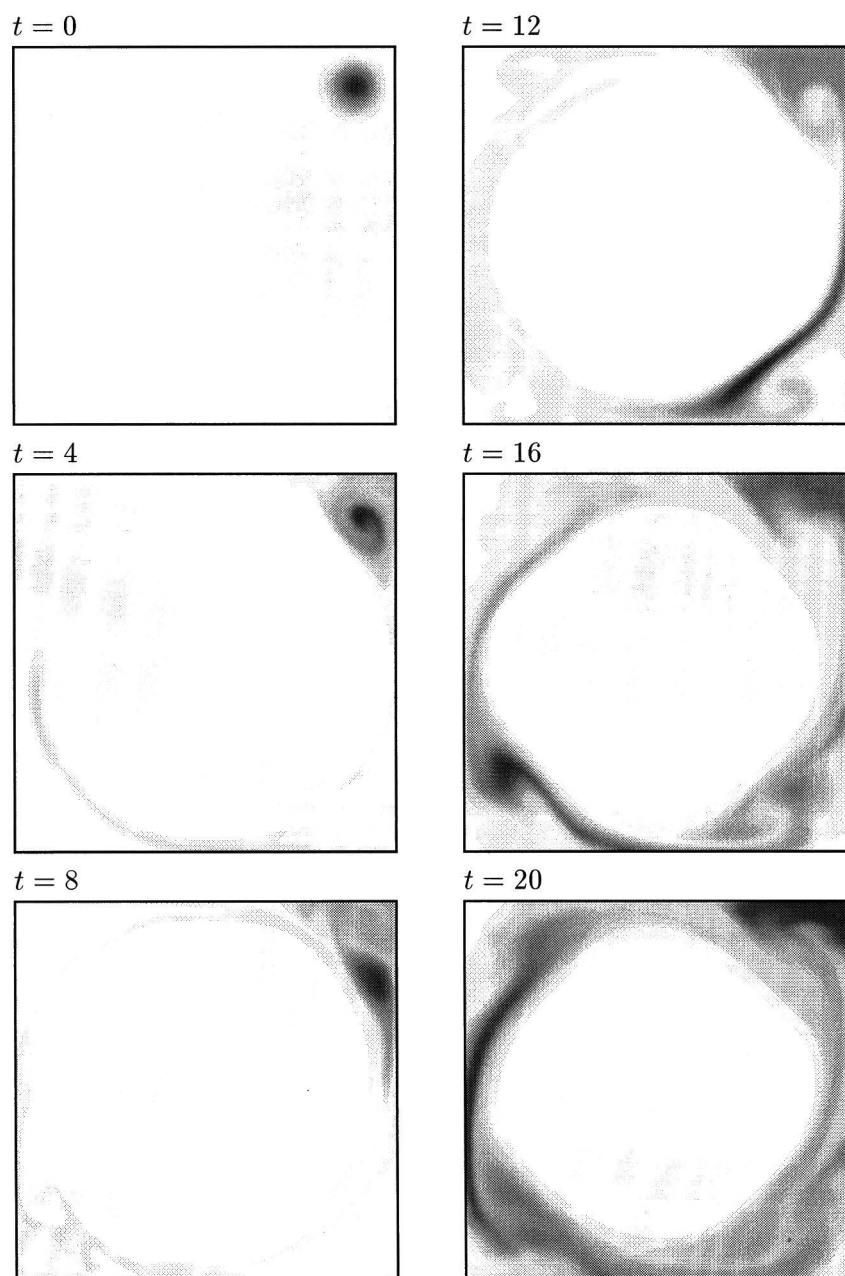 t = 0
t = 12
t = 4
t = 16
t = 8
t = 20